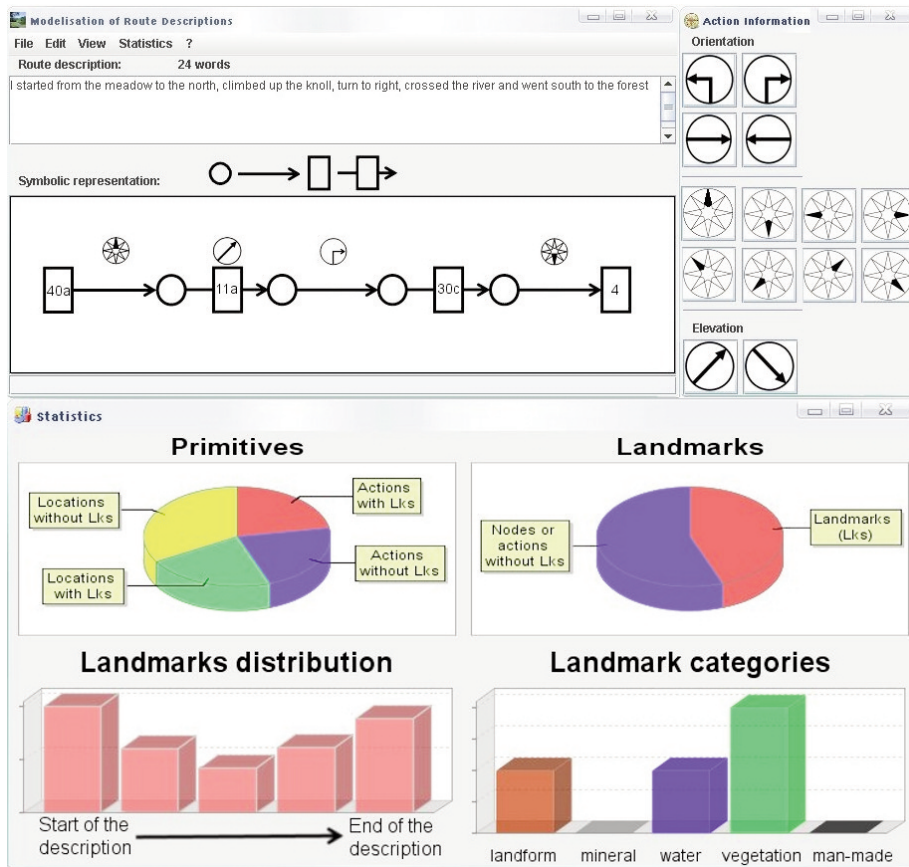 Modelisation of Route Descriptions
File Edit View Statistics ?
Route description: 24 words
I started from the meadow to the north, climbed up the knoll, turn to right, crossed the river and went south to the forest
Symbolic representation:
40a 11a 30c 4
Action Information
Orientation
Elevation
Statistics
Primitives
Locations
without Lks
Actions
with Lks
Locations
with Lks
Actions
without Lks
Landmarks
Nodes or
actions
without Lks
Landmarks
(Lks)
Landmarks distribution
Start of the
description
End of the
description
Landmark categories
landform mineral water vegetation man-made